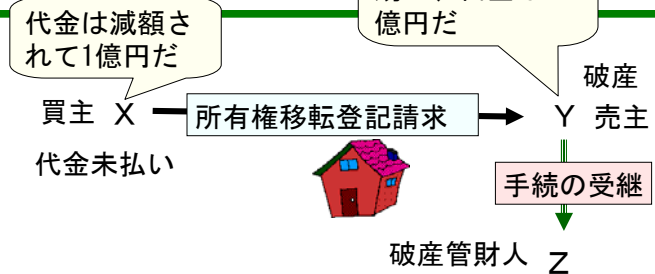 代金は減額さ
れて1億円だ
億円だ
破産
買主 X
所有権移転登記請求
Y 売主
代金未払い
手続の受継
破産管財人 Z